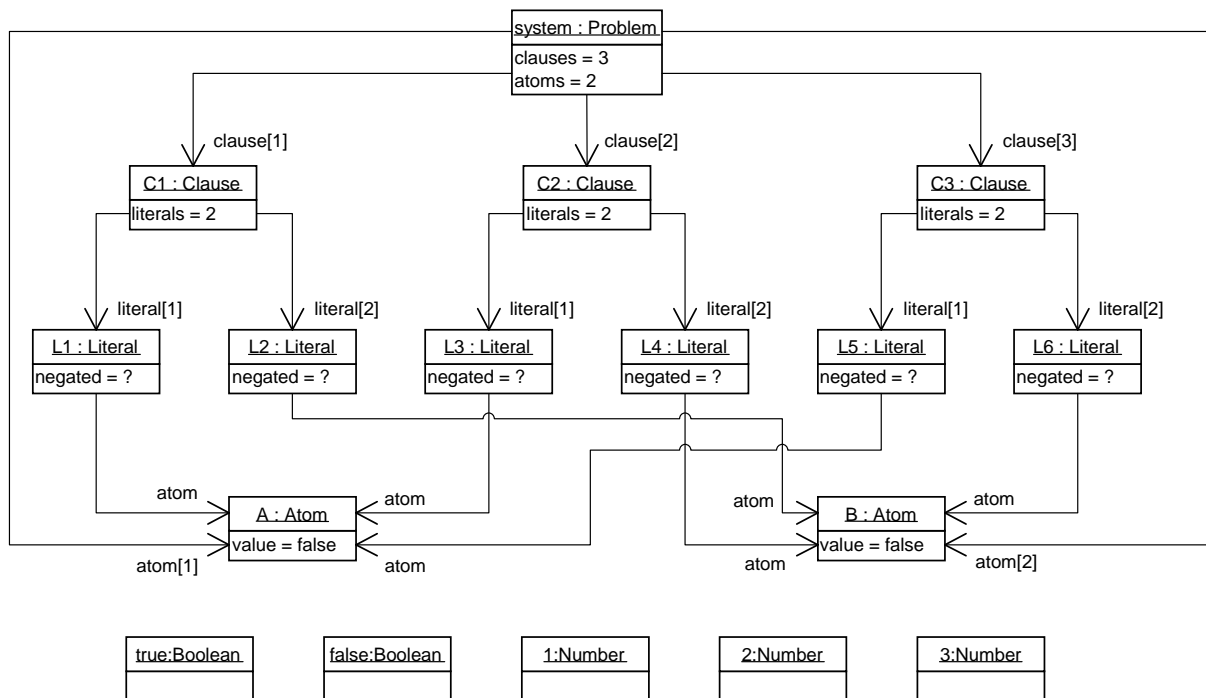 system : Problem
clauses = 3
atoms = 2
clause[1]
clause[2]
clause[3]
C1 : Clause
literals = 2
C2 : Clause
literals = 2
C3 : Clause
literals = 2
literal[1]
literal[2]
literal[1]
literal[2]
literal[1]
literal[2]
L1 : Literal
negated = ?
L2 : Literal
negated = ?
L3 : Literal
negated = ?
L4 : Literal
negated = ?
L5 : Literal
negated = ?
L6 : Literal
negated = ?
atom
atom
atom
atom
A : Atom
value = false
B : Atom
value = false
atom[1]
atom
atom
atom[2]
true:Boolean
false:Boolean
1:Number
2:Number
3:Number